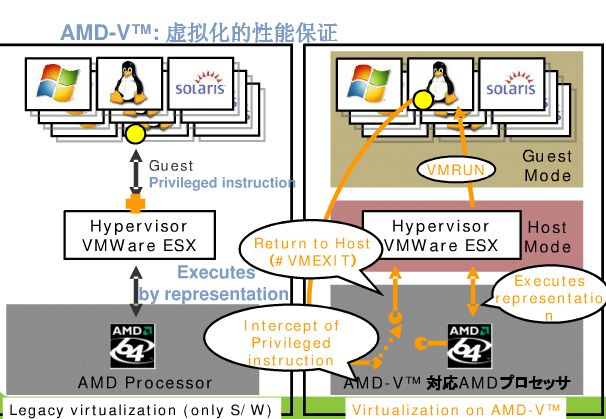 AMD-V™: 虚拟化的性能保证
SOLARIS
Guest
Privileged instruction
Hypervisor
VMWare ESX
Executes
by representation
AMD
64
AMD Processor
Legacy virtualization (only S/W)
SOLARIS
Guest
Mode
VMRUN
Hypervisor
VMWare ESX
Host
Mode
Return to Host
(#VMEXIT)
Executes
representatio
n
Intercept of
Privileged
instruction
AMD
64
AMD-V™ 対応AMDプロセッサ
Virtualization on AMD-V™